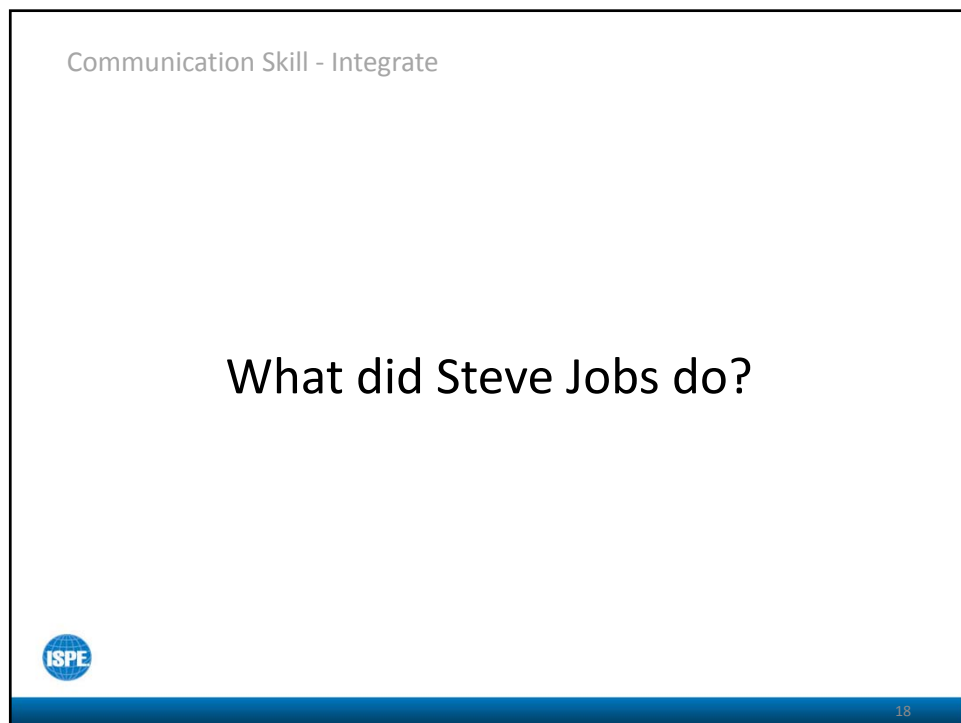 Communication Skill - Integrate
What did Steve Jobs do?
ISPE
18